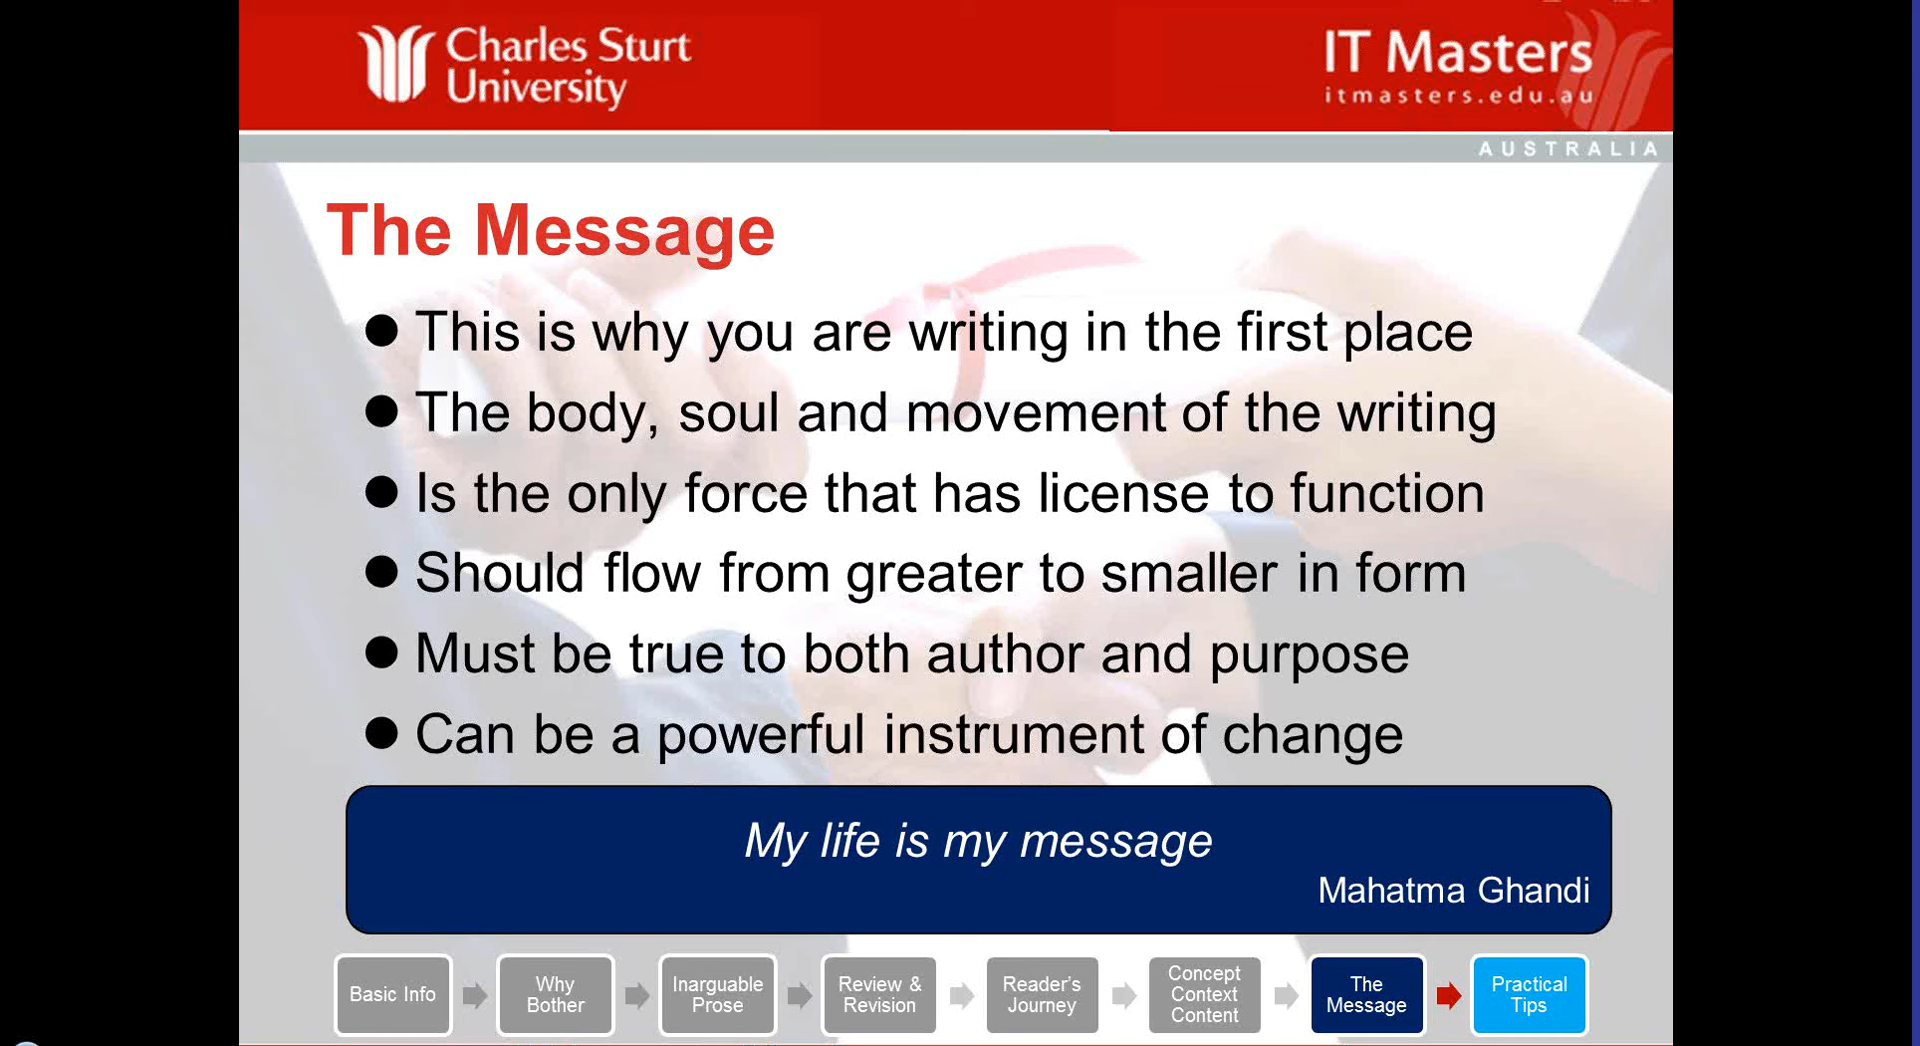 Charles Sturt
University
IT Masters
itmasters.edu.au
AUSTRALIA
The Message
● This is why you are writing in the first place
● The body, soul and movement of the writing
● Is the only force that has license to function
● Should flow from greater to smaller in form
● Must be true to both author and purpose
● Can be a powerful instrument of change
My life is my message
Mahatma Ghandi
Basic Info
Why
Bother
Inarguable
Prose
Review &
Revision
Reader's
Journey
Concept
Context
Content
The
Message
Practical
Tips